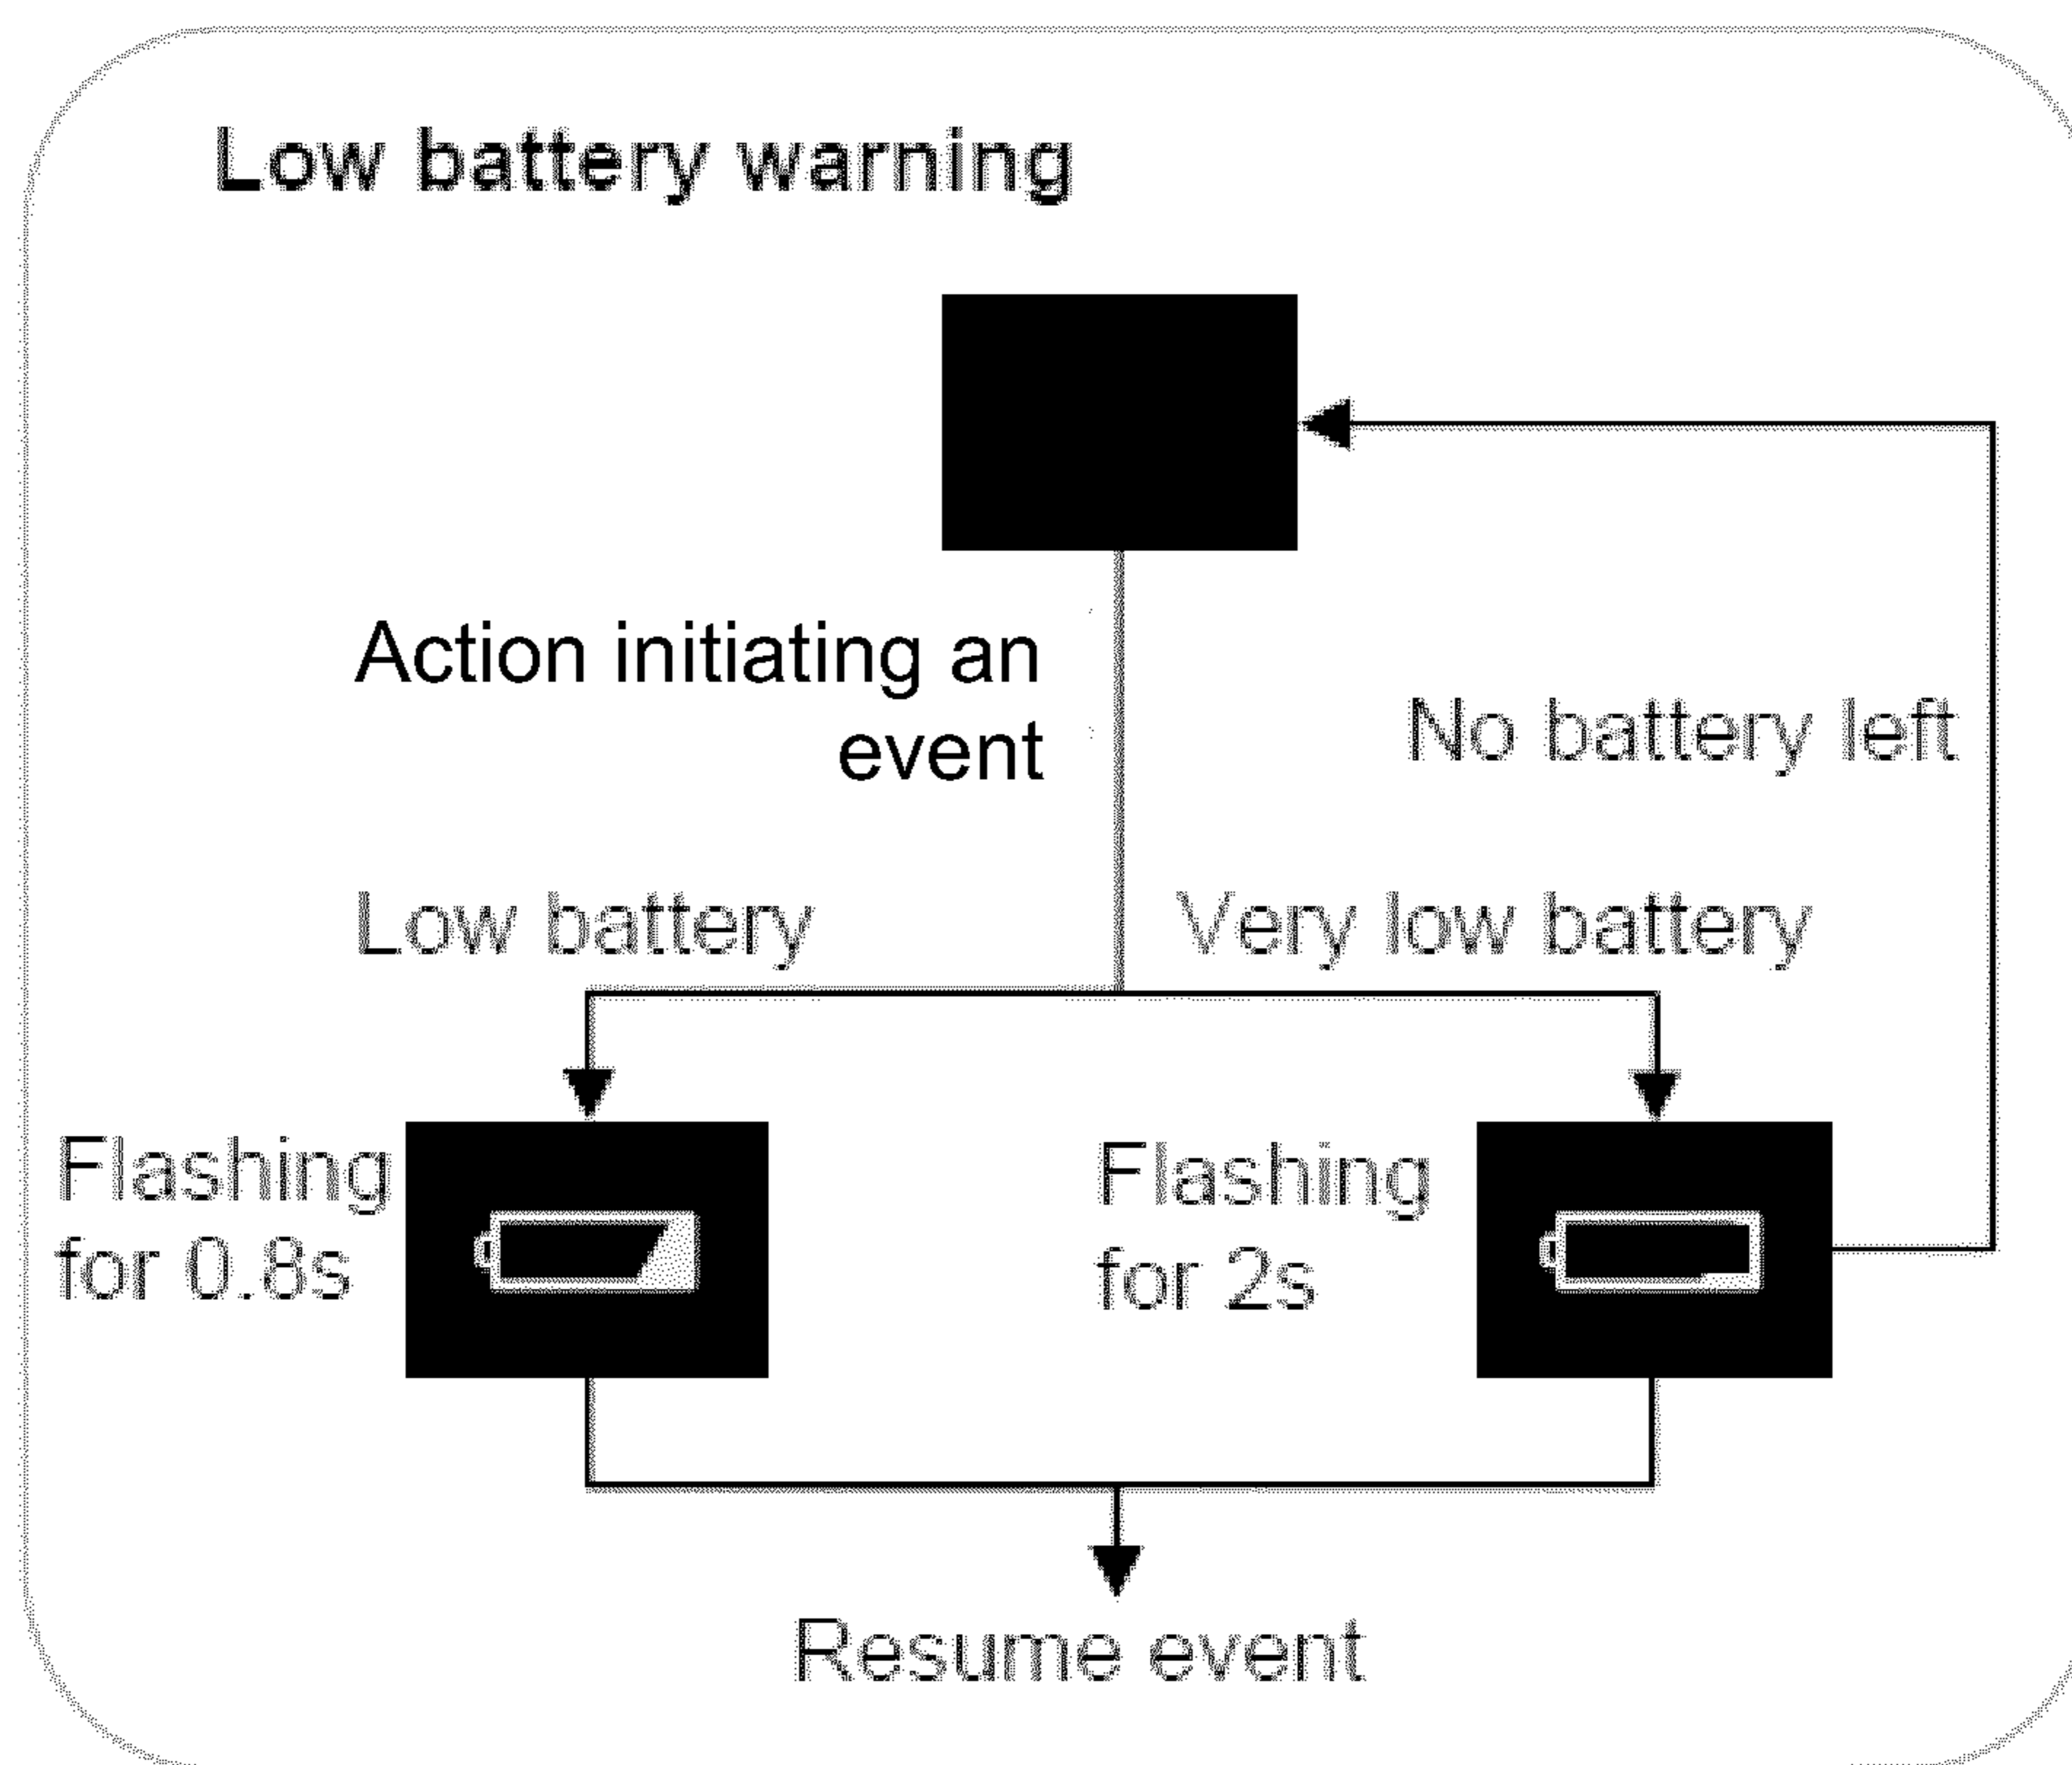 Low battery warning
Action initiating an
event
No battery left
Low battery
Very low battery
Flashing
for 0.8s
Flashing
for 2s
Resume event